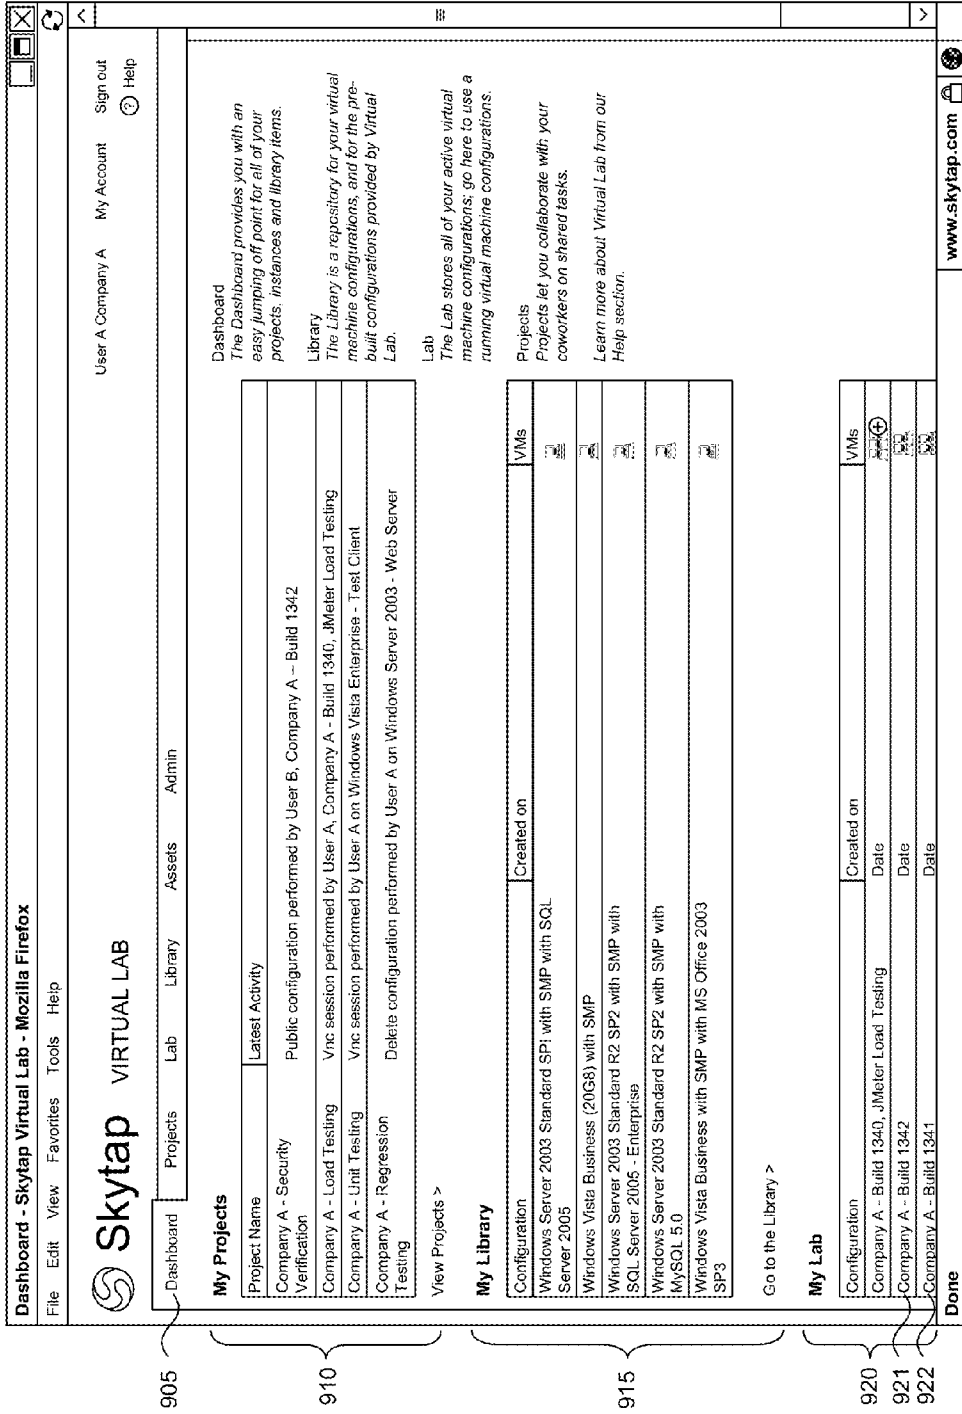 Dashboard - Skytap Virtual Lab - Mozilla Firefox
File Edit View Favorites Tools Help
Skytap VIRTUAL LAB
User A Company A My Account Sign out
? Help
Dashboard Projects Lab Library Assets Admin
905
My Projects
Project Name Latest Activity
Company A - Security
Verification
Public configuration performed by User B, Company A -- Build 1342
Company A - Load Testing Vnc session performed by User A, Company A - Build 1340, JMeter Load Testing
Company A - Unit Testing Vnc session performed by User A on Windows Vista Enterprise - Test Client
Company A - Regression
Testing
Delete configuration performed by User A on Windows Server 2003 - Web Server
View Projects >
910
My Library
Configuration Created on VMs
Windows Server 2003 Standard SPI with SMP with SQL
Server 2005
Windows Vista Business (20G8) with SMP
Windows Server 2003 Standard R2 SP2 with SMP with
SQL Server 2005 - Enterprise
Windows Server 2003 Standard R2 SP2 with SMP with
MySQL 5.0
Windows Vista Business with SMP with MS Office 2003
SP3
Go to the Library >
915
My Lab
Configuration Created on VMs
Company A - Build 1340, JMeter Load Testing Date
Company A - Build 1342 Date
Company A - Build 1341 Date
920
921
922
Dashboard
The Dashboard provides you with an
easy jumping off point for all of your
projects, instances and library items.
Library
The Library is a repository for your virtual
machine configurations, and for the pre-
built configurations provided by Virtual
Lab.
Lab
The Lab stores all of your active virtual
machine configurations; go here to use a
running virtual machine configurations.
Projects
Projects let you collaborate with your
coworkers on shared tasks.
Learn more about Virtual Lab from our
Help section.
Done
www.skytap.com